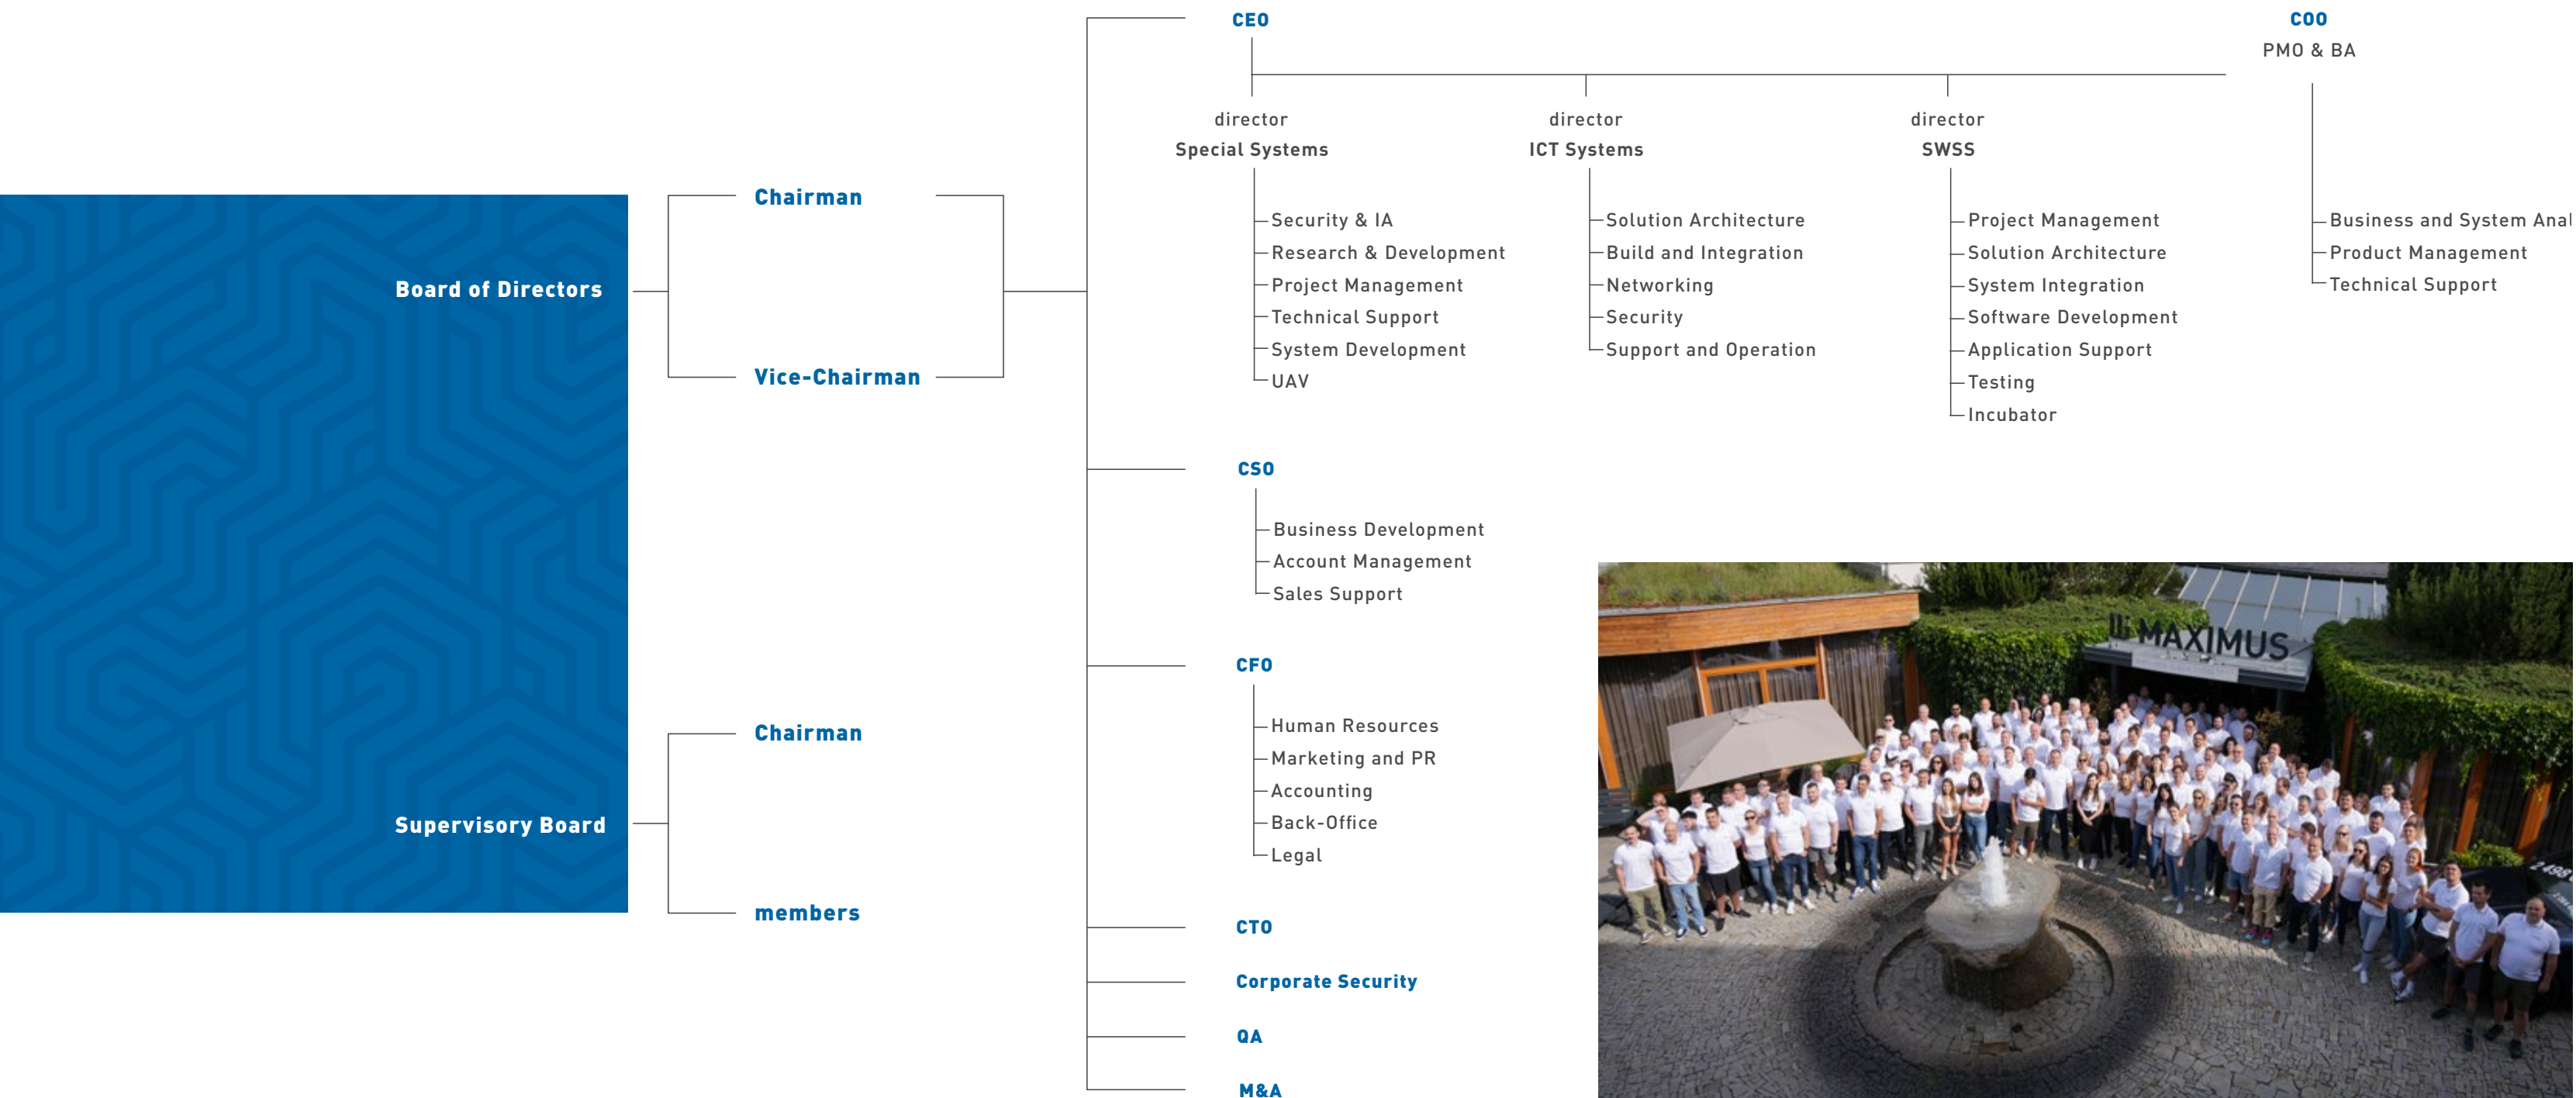 Board of Directors
Supervisory Board
Chairman
Vice-Chairman
Chairman
members
CEO
director
Special Systems
Security & IA
Research & Development
Project Management
Technical Support
System Development
UAV
director
ICT Systems
Solution Architecture
Build and Integration
Networking
Security
Support and Operation
director
SWSS
Project Management
Solution Architecture
System Integration
Software Development
Application Support
Testing
Incubator
COO
PMO & BA
Business and System Anal
Product Management
Technical Support
CSO
Business Development
Account Management
Sales Support
CFO
Human Resources
Marketing and PR
Accounting
Back-Office
Legal
CTO
Corporate Security
QA
M&A
MAXIMUS